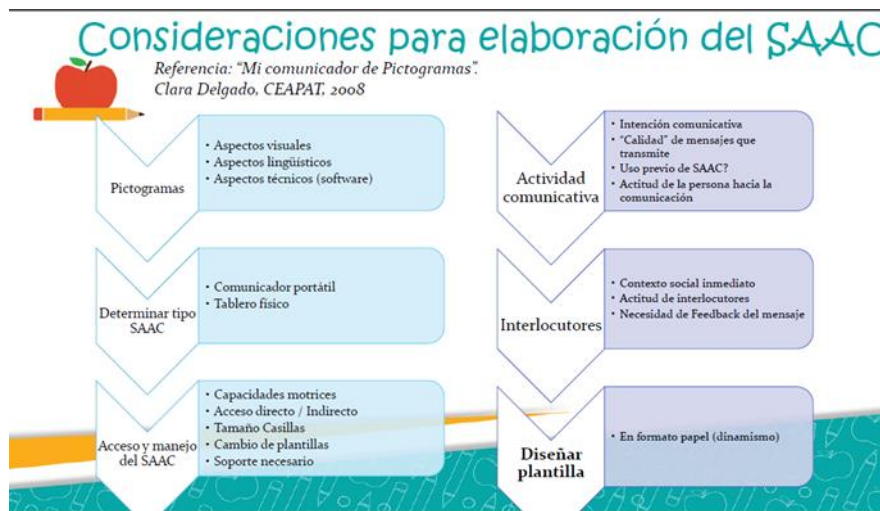 Consideraciones para elaboración del SAAC
Referencia: "Mi comunicador de Pictogramas".
Clara Delgado, CEAPAT, 2008
Pictogramas
• Aspectos visuales
• Aspectos lingüísticos
• Aspectos técnicos (software)
Determinar tipo
SAAC
• Comunicador portátil
• Tablero físico
Acceso y manejo
del SAAC
• Capacidades motrices
• Acceso directo / Indirecto
• Tamaño Casillas
• Cambio de plantillas
• Soporte necesario
Actividad
comunicativa
• Intención comunicativa
• "Calidad" de mensajes que
transmite
• Uso previo de SAAC?
• Actitud de la persona hacia la
comunicación
Interlocutores
• Contexto social inmediato
• Actitud de interlocutores
• Necesidad de Feedback del mensaje
Diseñar
plantilla
• En formato papel (dinamismo)